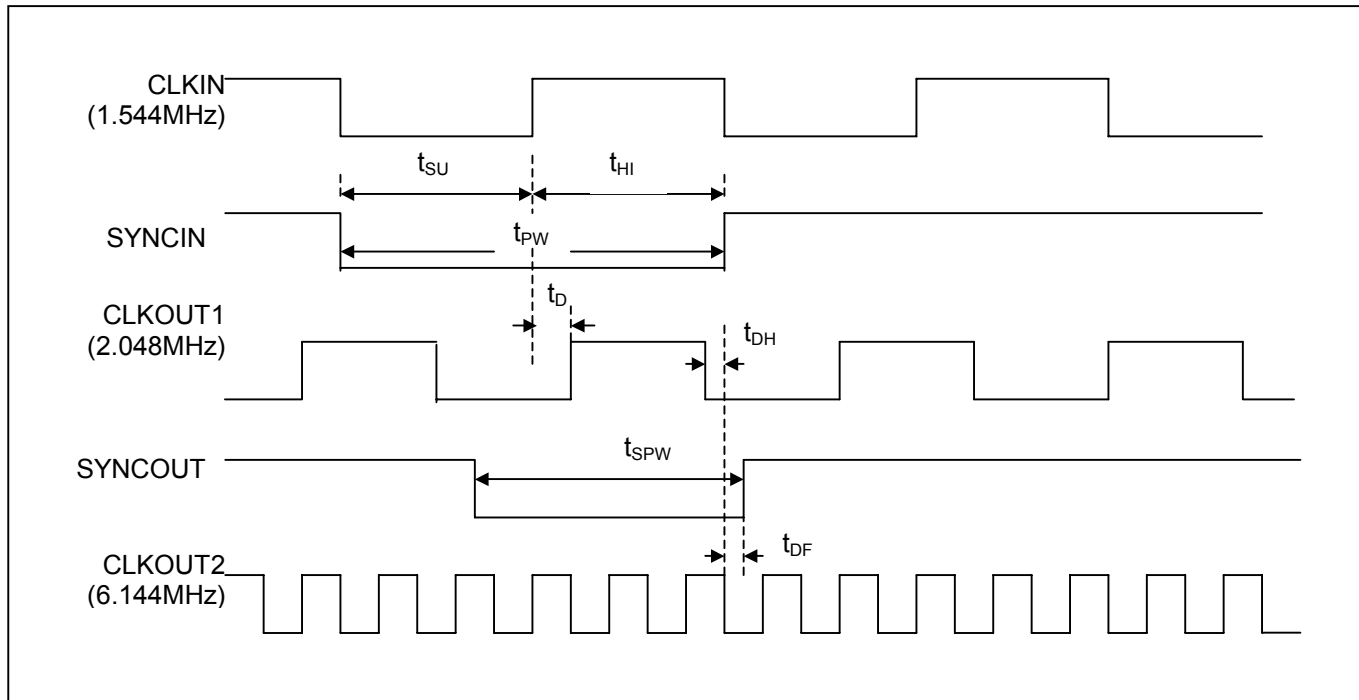 CLKIN
(1.544MHz)
tSU
tHI
SYNCIN
tPW
tD
CLKOUT1
(2.048MHz)
tDH
SYNCOUT
tSPW
tDF
CLKOUT2
(6.144MHz)